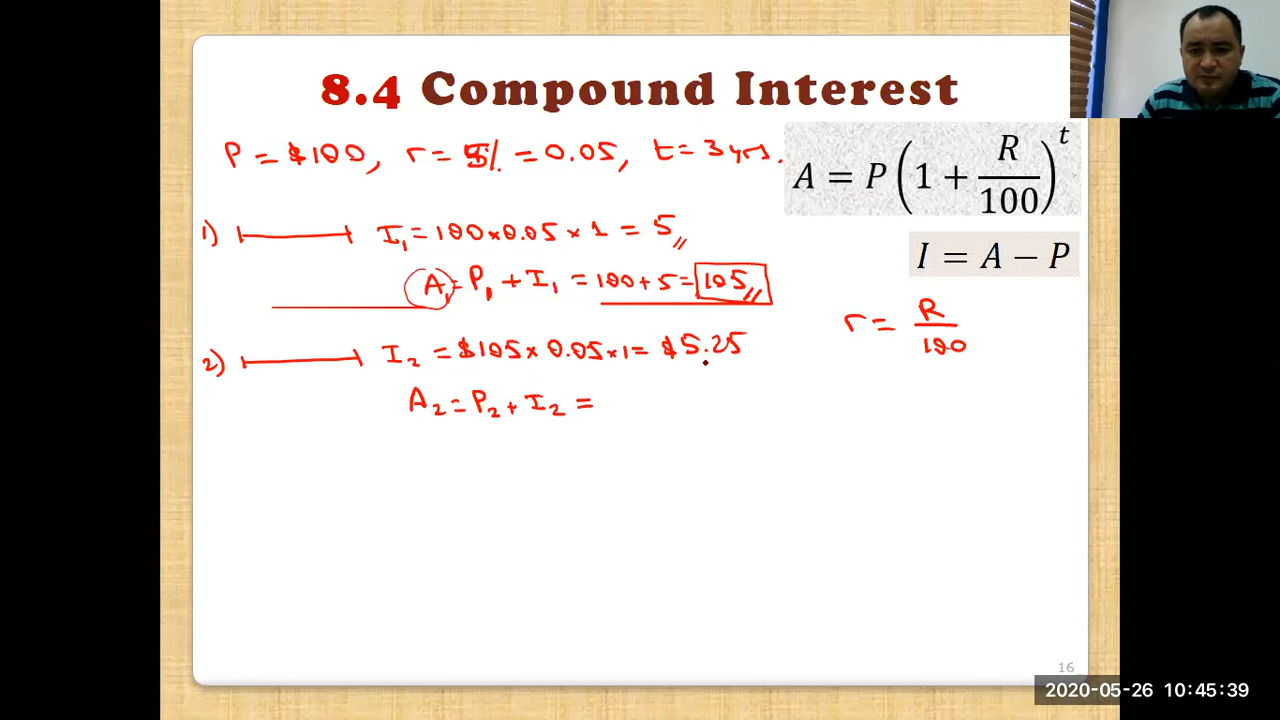 8.4 Compound Interest
P = $100, r = 5% = 0.05, t = 3 yrs.
A = P(1 + R/100)^t
1) I₁ = 100 × 0.05 × 1 = 5
I = A − P
A₁ = P₁ + I₁ = 100 + 5 = 105
r = R/100
2) I₂ = $105 × 0.05 × 1 = $5.25
A₂ = P₂ + I₂ =
16
2020-05-26 10:45:39